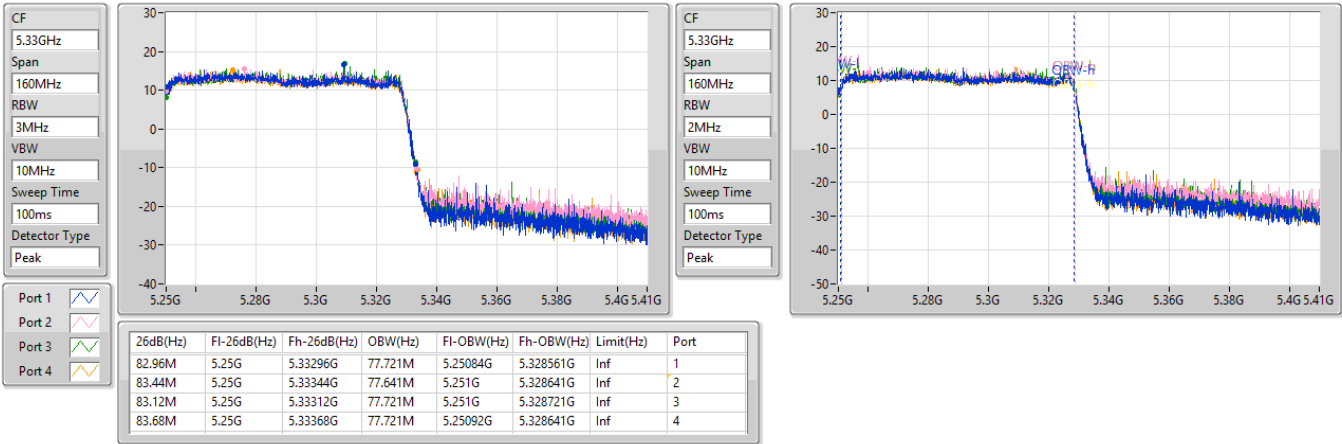 CF
5.33GHz
Span
160MHz
RBW
3MHz
VBW
10MHz
Sweep Time
100ms
Detector Type
Peak
30
20
10
0
-10
-20
-30
-40
5.25G 5.28G 5.3G 5.32G 5.34G 5.36G 5.38G 5.4G 5.41G
CF
5.33GHz
Span
160MHz
RBW
2MHz
VBW
10MHz
Sweep Time
100ms
Detector Type
Peak
30
20
10
0
-10
-20
-30
-40
-50
OBW-h
5.25G 5.28G 5.3G 5.32G 5.34G 5.36G 5.38G 5.4G 5.41G
Port 1
Port 2
Port 3
Port 4
26dB(Hz) Fl-26dB(Hz) Fh-26dB(Hz) OBW(Hz) Fl-OBW(Hz) Fh-OBW(Hz) Limit(Hz) Port
82.96M 5.25G 5.33296G 77.721M 5.25084G 5.328561G Inf 1
83.44M 5.25G 5.33344G 77.641M 5.251G 5.328641G Inf 2
83.12M 5.25G 5.33312G 77.721M 5.251G 5.328721G Inf 3
83.68M 5.25G 5.33368G 77.721M 5.25092G 5.328641G Inf 4